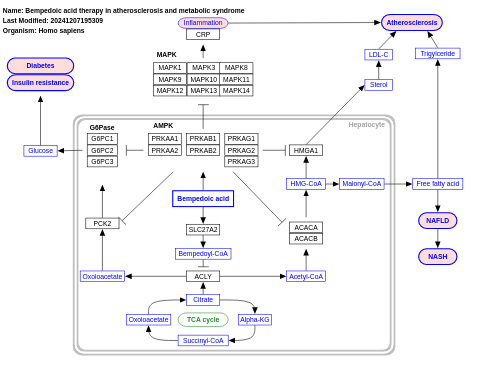 Name: Bempedoic acid therapy in atherosclerosis and metabolic syndrome
Last Modified: 20241207195309
Organism: Homo sapiens
Inflammation
Atherosclerosis
CRP
LDL-C
Triglyiceride
MAPK
Diabetes
Insulin resistance
MAPK1
MAPK3
MAPK8
MAPK9
MAPK10
MAPK11
MAPK12
MAPK13
MAPK14
Sterol
Hepatocyte
G6Pase
AMPK
G6PC1
G6PC2
G6PC3
PRKAA1
PRKAA2
PRKAB1
PRKAB2
PRKAG1
PRKAG2
PRKAG3
Glucose
HMGA1
HMG-CoA
Malonyl-CoA
Free fatty acid
Bempedoic acid
PCK2
SLC27A2
ACACA
ACACB
NAFLD
Bempedoyl-CoA
NASH
Oxoloacetate
ACLY
Acetyl-CoA
Citrate
Oxoloacetate
TCA cycle
Alpha-KG
Succinyl-CoA